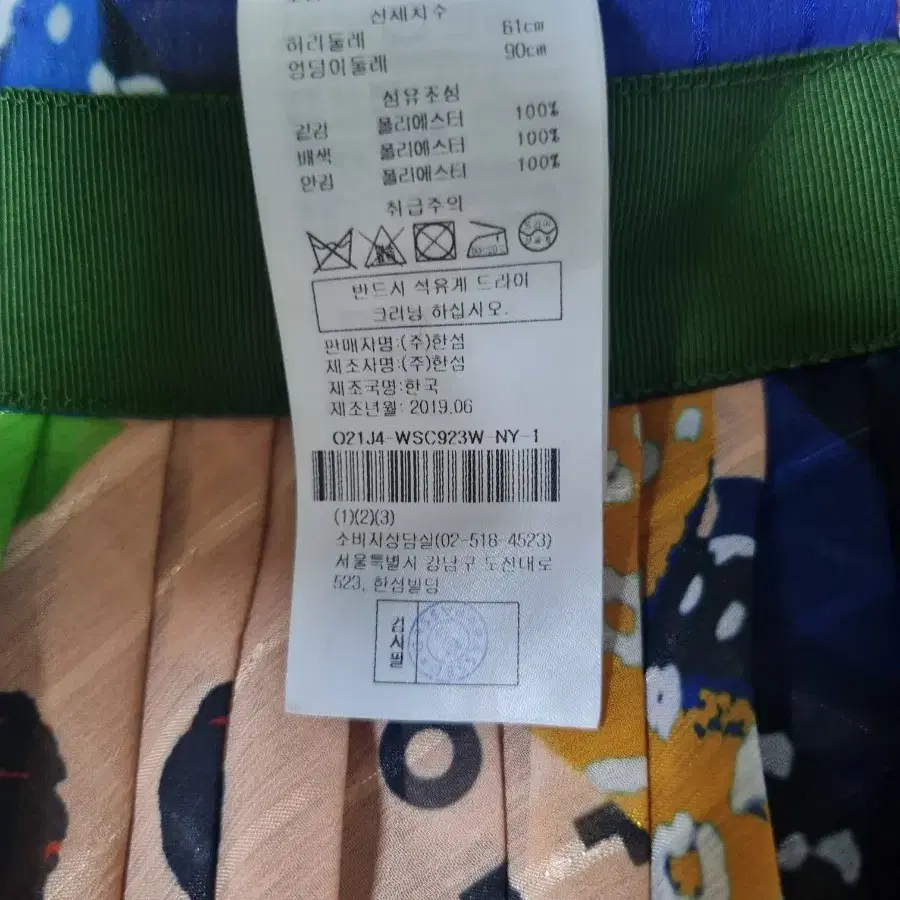 신체치수
허리둘레 61cm
엉덩이둘레 90cm
섬유조성
겉감 폴리에스터 100%
배색 폴리에스터 100%
안감 폴리에스터 100%
취급주의
반드시 석유계 드라이
크리닝 하십시오.
판매자명:(주)한섬
제조사명:(주)한섬
제조국명:한국
제조년월: 2019.06
O21J4-WSC923W-NY-1
(1)(2)(3)
소비자상담실(02-518-4523)
서울특별시 강남구 도산대로
523, 한섬빌딩
검사필